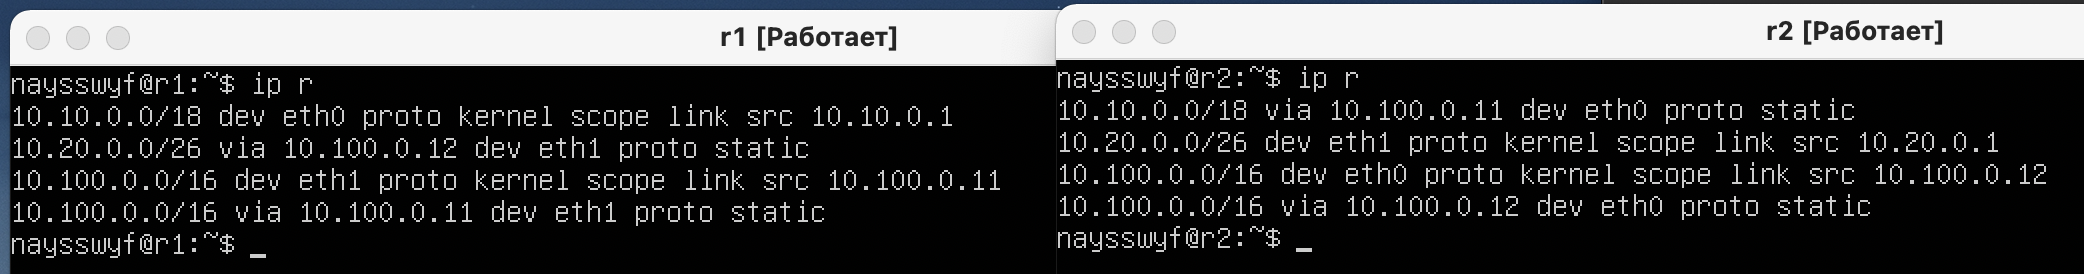 r1 [Работает]
naysswyf@r1:~$ ip r
10.10.0.0/18 dev eth0 proto kernel scope link src 10.10.0.1
10.20.0.0/26 via 10.100.0.12 dev eth1 proto static
10.100.0.0/16 dev eth1 proto kernel scope link src 10.100.0.11
10.100.0.0/16 via 10.100.0.11 dev eth1 proto static
naysswyf@r1:~$ _
r2 [Работает]
naysswyf@r2:~$ ip r
10.10.0.0/18 via 10.100.0.11 dev eth0 proto static
10.20.0.0/26 dev eth1 proto kernel scope link src 10.20.0.1
10.100.0.0/16 dev eth0 proto kernel scope link src 10.100.0.12
10.100.0.0/16 via 10.100.0.12 dev eth0 proto static
naysswyf@r2:~$ _